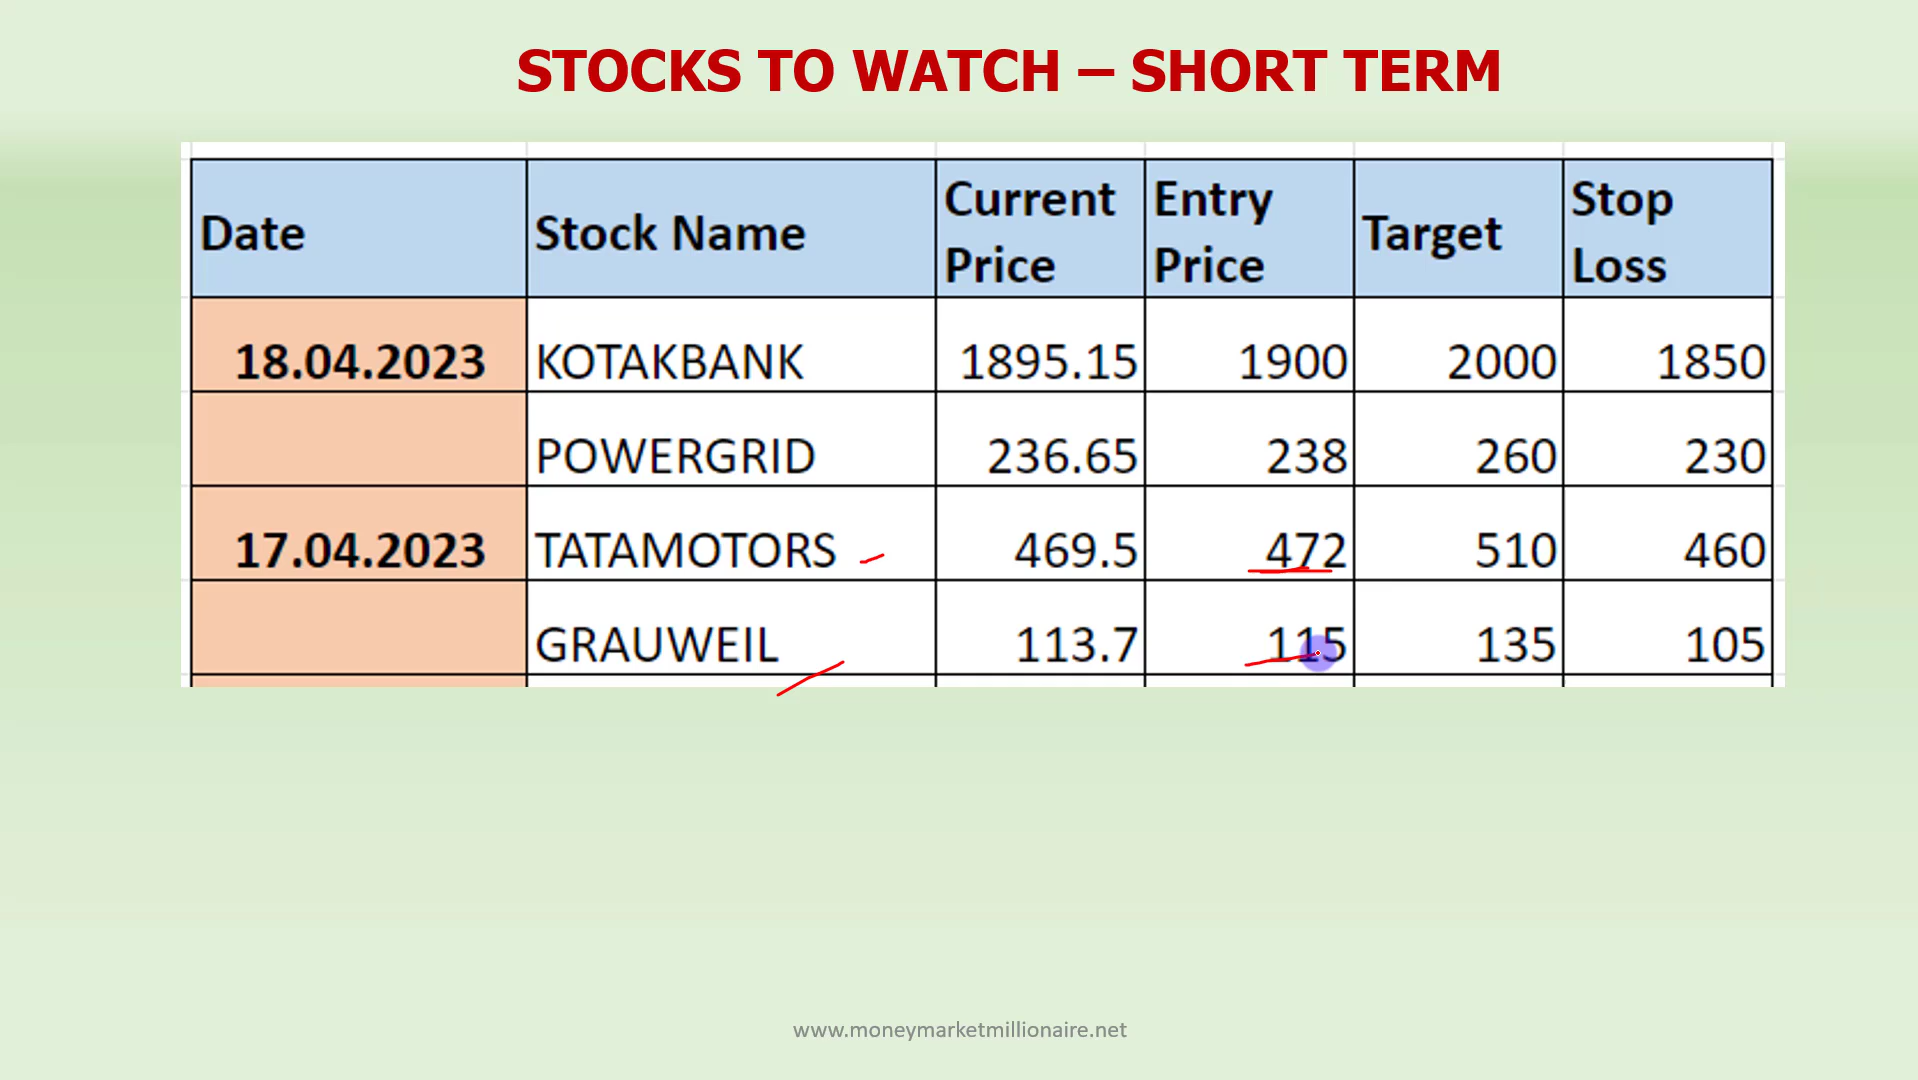 STOCKS TO WATCH – SHORT TERM
Date Stock Name Current Price Entry Price Target Stop Loss
18.04.2023 KOTAKBANK 1895.15 1900 2000 1850
POWERGRID 236.65 238 260 230
17.04.2023 TATAMOTORS 469.5 472 510 460
GRAUWEIL 113.7 115 135 105
www.moneymarketmillionaire.net